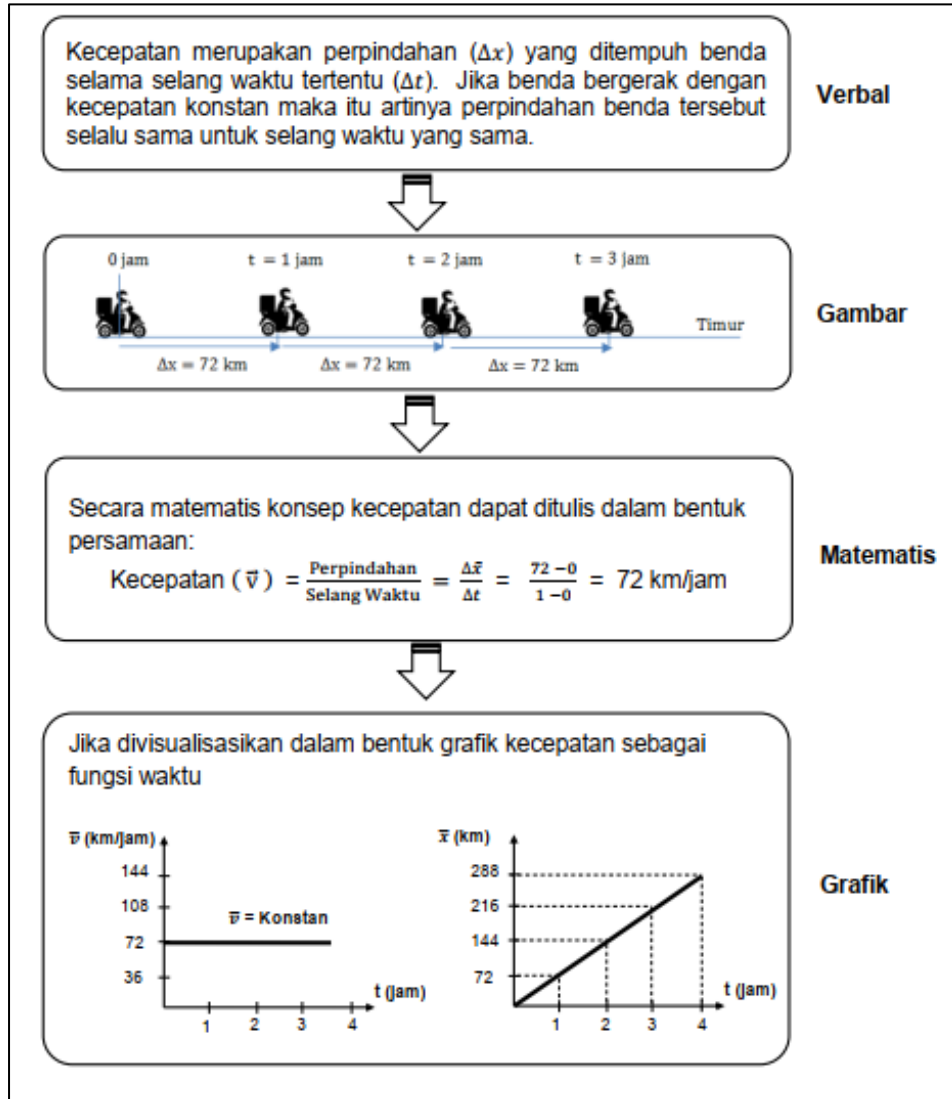 Kecepatan merupakan perpindahan (Δx) yang ditempuh benda
selama selang waktu tertentu (Δt). Jika benda bergerak dengan
kecepatan konstan maka itu artinya perpindahan benda tersebut
selalu sama untuk selang waktu yang sama.
Verbal
0 jam t = 1 jam t = 2 jam t = 3 jam
Timur
Δx = 72 km Δx = 72 km Δx = 72 km
Gambar
Secara matematis konsep kecepatan dapat ditulis dalam bentuk
persamaan:
Kecepatan (v⃗) = Perpindahan/Selang Waktu = Δx̄/Δt = 72 −0/1 −0 = 72 km/jam
Matematis
Jika divisualisasikan dalam bentuk grafik kecepatan sebagai
fungsi waktu
v̄ (km/jam)
144
108
v̄ = Konstan
72
36
t (jam)
1 2 3 4
x̄ (km)
288
216
144
72
t (jam)
1 2 3 4
Grafik